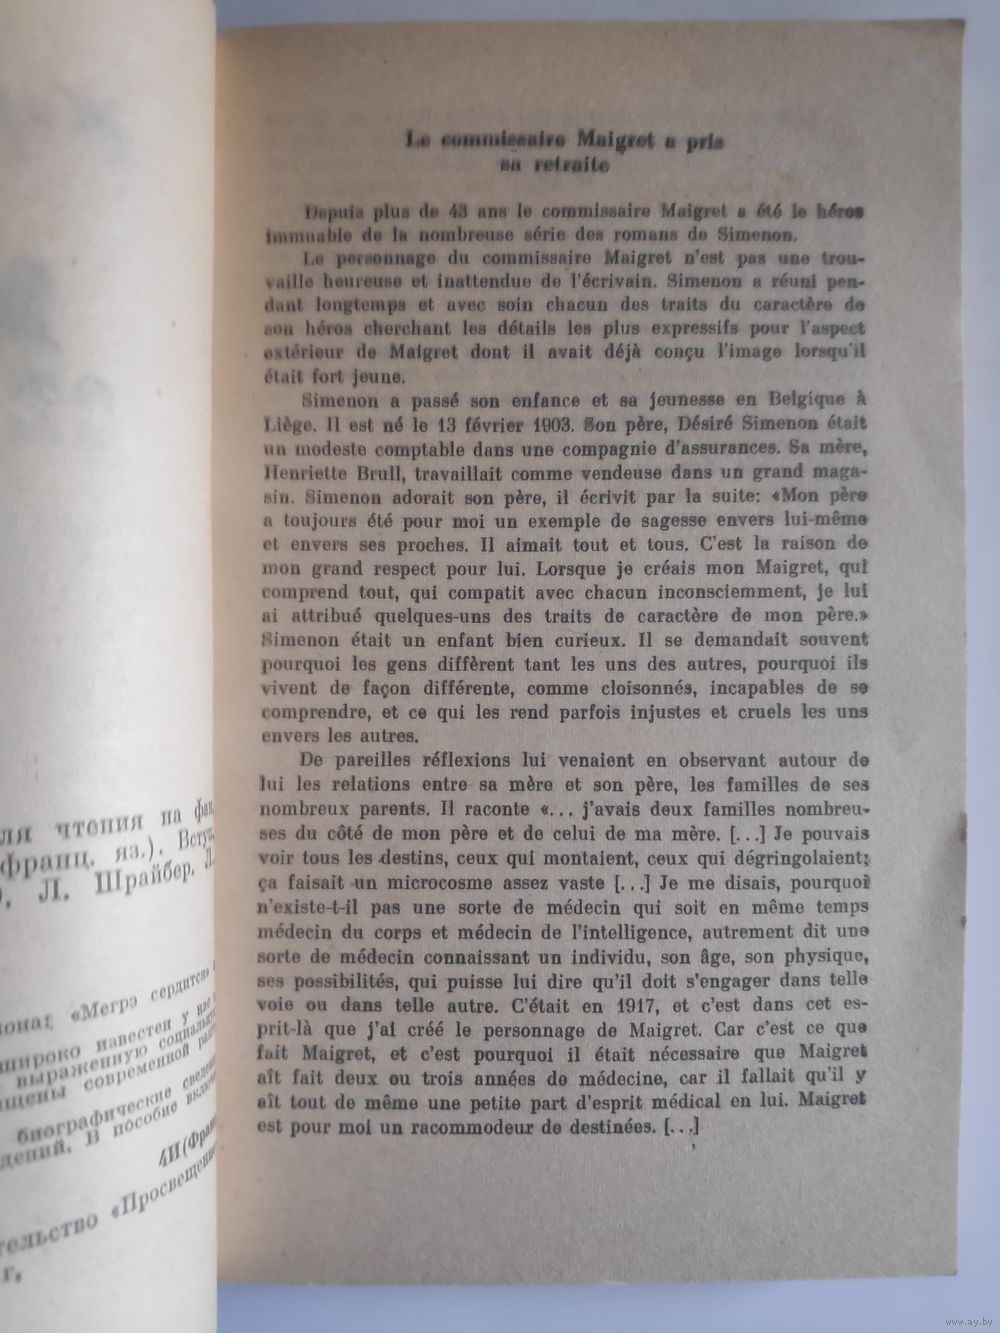 ля чтения на фак.
франц. яз.). Вступ.
Л. Шрайбер. Л
«Мегрэ сердится»
широко известен у нас
выраженную социальн
современной
биографические сведен
дений. В пособие включ
4И(Фран
тельство «Просвещение
г.
Le commissaire Maigret a pris
sa retraite
Depuis plus de 43 ans le commissaire Maigret a été le héros
immuable de la nombreuse série des romans de Simenon.
Le personnage du commissaire Maigret n'est pas une trou-
vaille heureuse et inattendue de l'écrivain. Simenon a réuni pen-
dant longtemps et avec soin chacun des traits du caractère de
son héros cherchant les détails les plus expressifs pour l'aspect
extérieur de Maigret dont il avait déjà conçu l'image lorsqu'il
était fort jeune.
Simenon a passé son enfance et sa jeunesse en Belgique à
Liège. Il est né le 13 février 1903. Son père, Désiré Simenon était
un modeste comptable dans une compagnie d'assurances. Sa mère,
Henriette Brull, travaillait comme vendeuse dans un grand maga-
sin. Simenon adorait son père, il écrivit par la suite: «Mon père
a toujours été pour moi un exemple de sagesse envers lui-même
et envers ses proches. Il aimait tout et tous. C'est la raison de
mon grand respect pour lui. Lorsque je créais mon Maigret, qui
comprend tout, qui compatit avec chacun inconsciemment, je lui
ai attribué quelques-uns des traits de caractère de mon père.»
Simenon était un enfant bien curieux. Il se demandait souvent
pourquoi les gens diffèrent tant les uns des autres, pourquoi ils
vivent de façon différente, comme cloisonnés, incapables de se
comprendre, et ce qui les rend parfois injustes et cruels les uns
envers les autres.
De pareilles réflexions lui venaient en observant autour de
lui les relations entre sa mère et son père, les familles de ses
nombreux parents. Il raconte «... j'avais deux familles nombreu-
ses du côté de mon père et de celui de ma mère. [...] Je pouvais
voir tous les destins, ceux qui montaient, ceux qui dégringolaient;
ça faisait un microcosme assez vaste [...] Je me disais, pourquoi
n'existe-t-il pas une sorte de médecin qui soit en même temps
médecin du corps et médecin de l'intelligence, autrement dit une
sorte de médecin connaissant un individu, son âge, son physique,
ses possibilités, qui puisse lui dire qu'il doit s'engager dans telle
voie ou dans telle autre. C'était en 1917, et c'est dans cet es-
prit-là que j'ai créé le personnage de Maigret. Car c'est ce que
fait Maigret, et c'est pourquoi il était nécessaire que Maigret
aît fait deux ou trois années de médecine, car il fallait qu'il y
aît tout de même une petite part d'esprit médical en lui. Maigret
est pour moi un racommodeur de destinées. [...]
www.ay.by